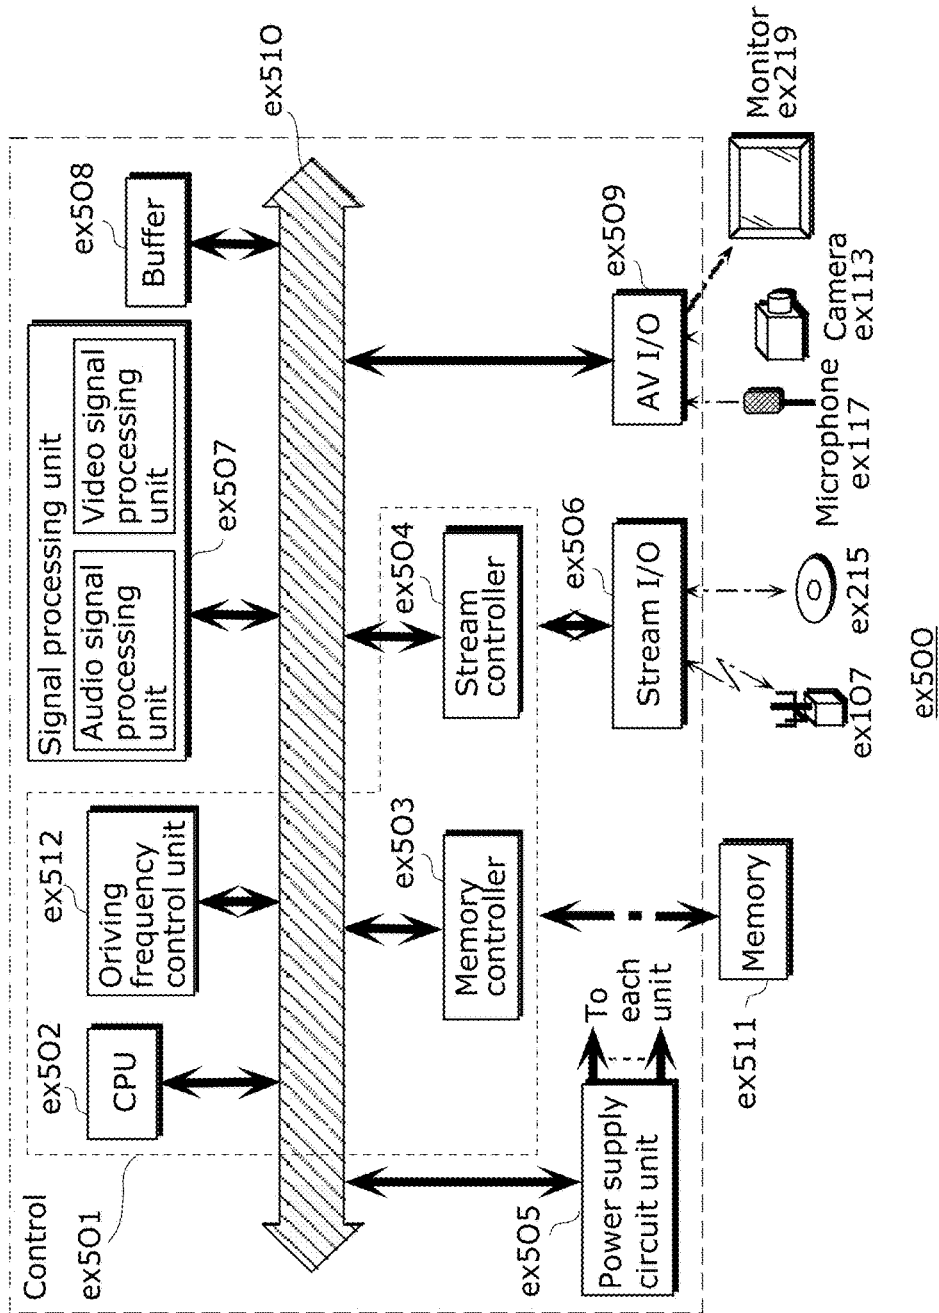 Control
ex501
ex502
CPU
ex512
Oriving
frequency
control unit
Signal processing unit
Audio signal
processing
unit
Video signal
processing
unit
ex507
ex508
Buffer
ex510
ex503
Memory
controller
ex504
Stream
controller
ex505
Power supply
circuit unit
To
each
unit
ex506
Stream I/O
ex509
AV I/O
ex511
Memory
ex107
ex215
Microphone
ex117
Camera
ex113
Monitor
ex219
ex500